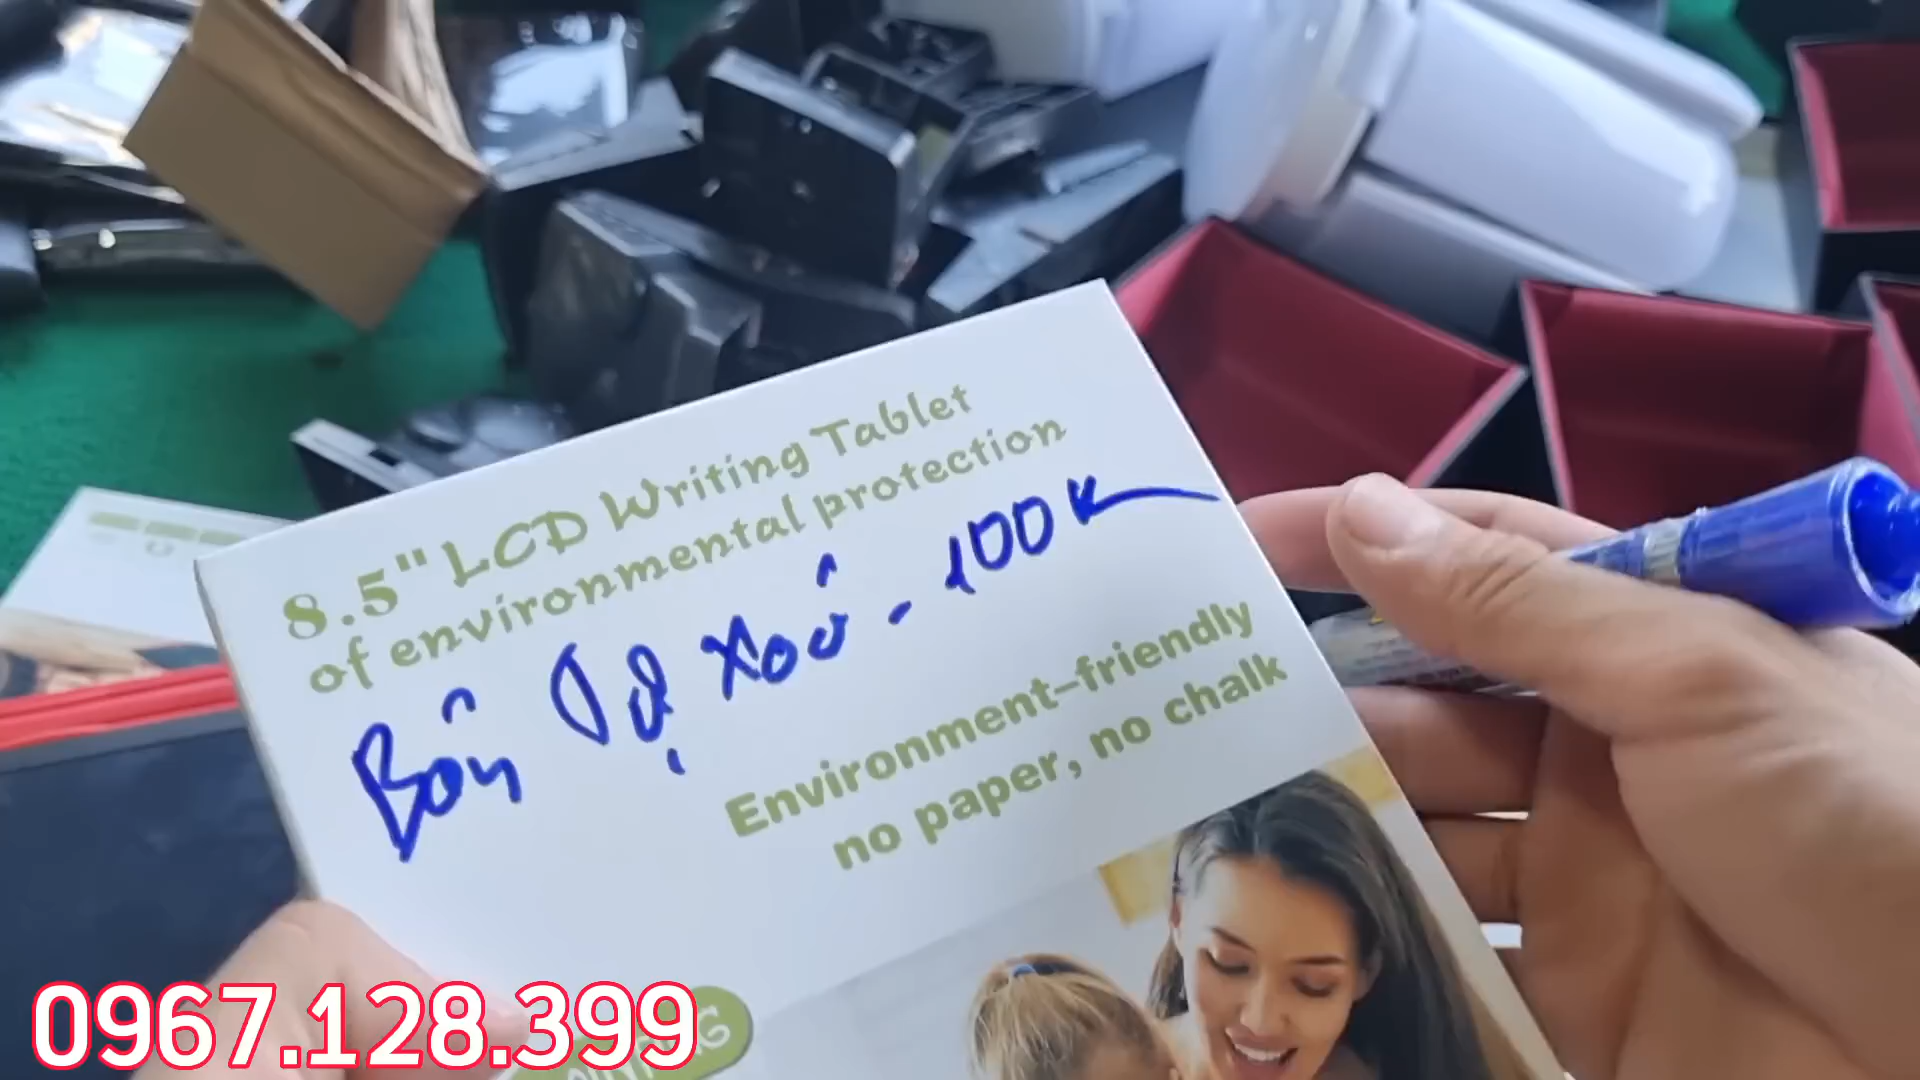 8.5" LCD Writing Tablet
of environmental protection
Bốn Tự xoá - 100k
Environment-friendly
no paper, no chalk
0967.128.399